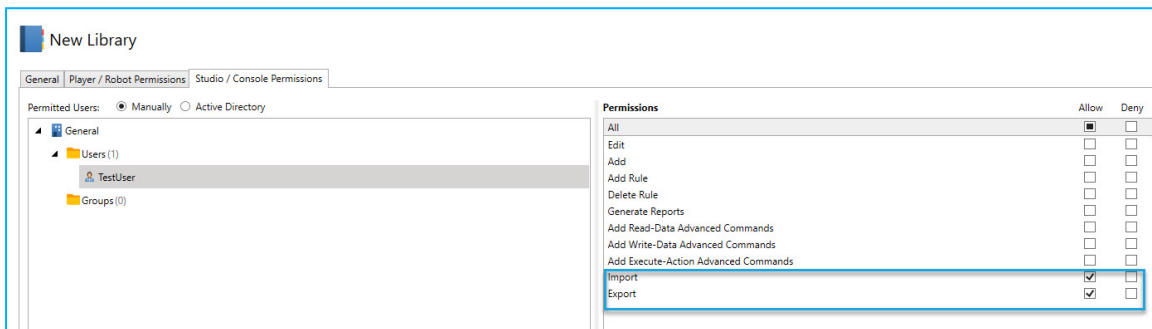 New Library
General Player / Robot Permissions Studio / Console Permissions
Permitted Users: Manually Active Directory
General
Users (1)
TestUser
Groups (0)
Permissions Allow Deny
All
Edit
Add
Add Rule
Delete Rule
Generate Reports
Add Read-Data Advanced Commands
Add Write-Data Advanced Commands
Add Execute-Action Advanced Commands
Import
Export